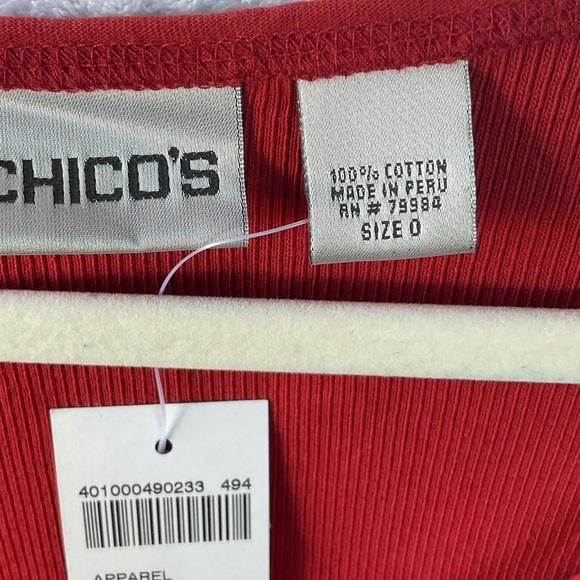 CHICO'S
100% COTTON
MADE IN PERU
RN # 79984
SIZE 0
401000490233 494
APPAREL